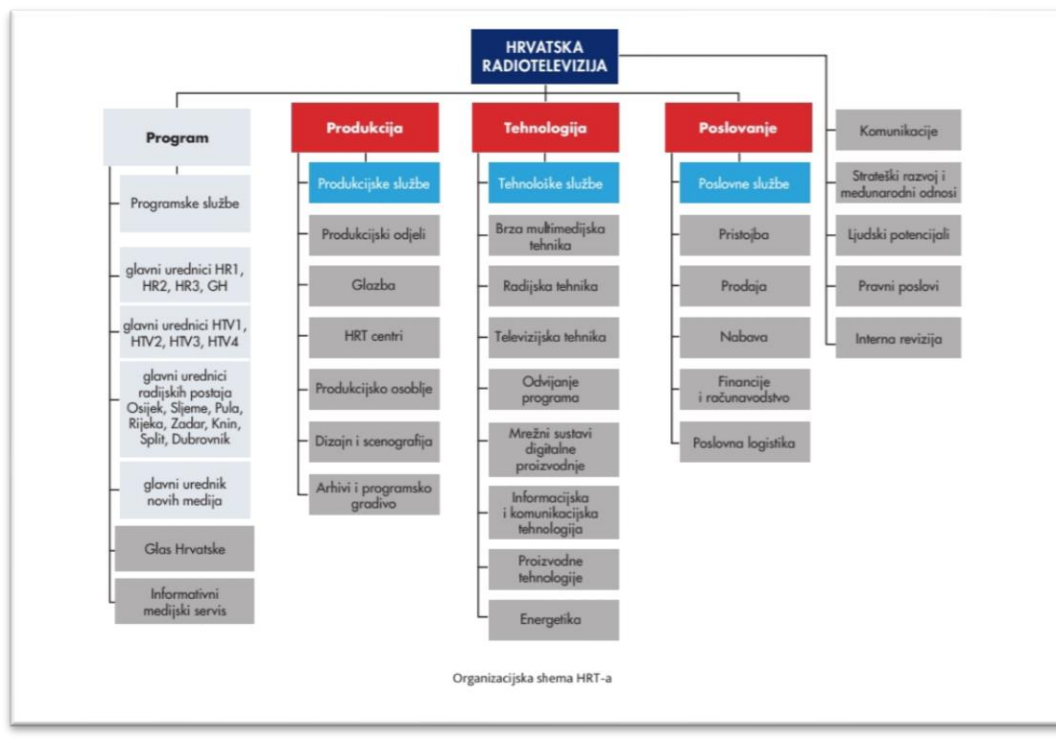 HRVATSKA
RADIOTELEVIZIJA
Program
Programske službe
glavni urednici HR1,
HR2, HR3, GH
glavni urednici HTV1,
HTV2, HTV3, HTV4
glavni urednici
radijskih postaja
Osijek, Sljeme, Pula,
Rijeka, Zadar, Knin,
Split, Dubrovnik
glavni urednik
novih medija
Glas Hrvatske
Informativni
medijski servis
Produkcija
Produkcijske službe
Produkcijski odjeli
Glazba
HRT centri
Produkcijsko osoblje
Dizajn i scenografija
Arhivi i programsko
gradivo
Tehnologija
Tehnološke službe
Brza multimedijska
tehnika
Radijska tehnika
Televizijska tehnika
Odvijanje
programa
Mrežni sustavi
digitalne
proizvodnje
Informacijska
i komunikacijska
tehnologija
Proizvodne
tehnologije
Energetika
Poslovanje
Poslovne službe
Pristojba
Prodaja
Nabava
Financije
i računavodstvo
Poslovna logistika
Komunikacije
Strateški razvoj i
međunarodni odnosi
Ljudski potencijali
Pravni poslovi
Interna revizija
Organizacijska shema HRT-a